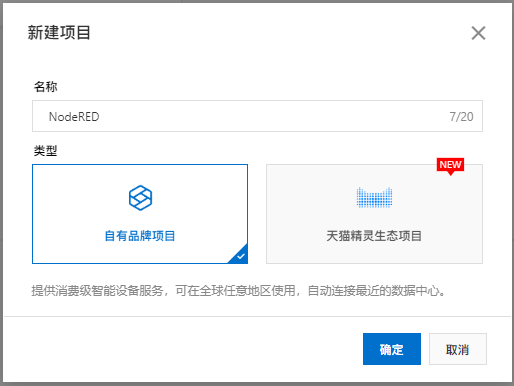 新建项目
名称
NodeRED 7/20
类型
NEW
自有品牌项目 天猫精灵生态项目
提供消费级智能设备服务，可在全球任意地区使用，自动连接最近的数据中心。
确定 取消